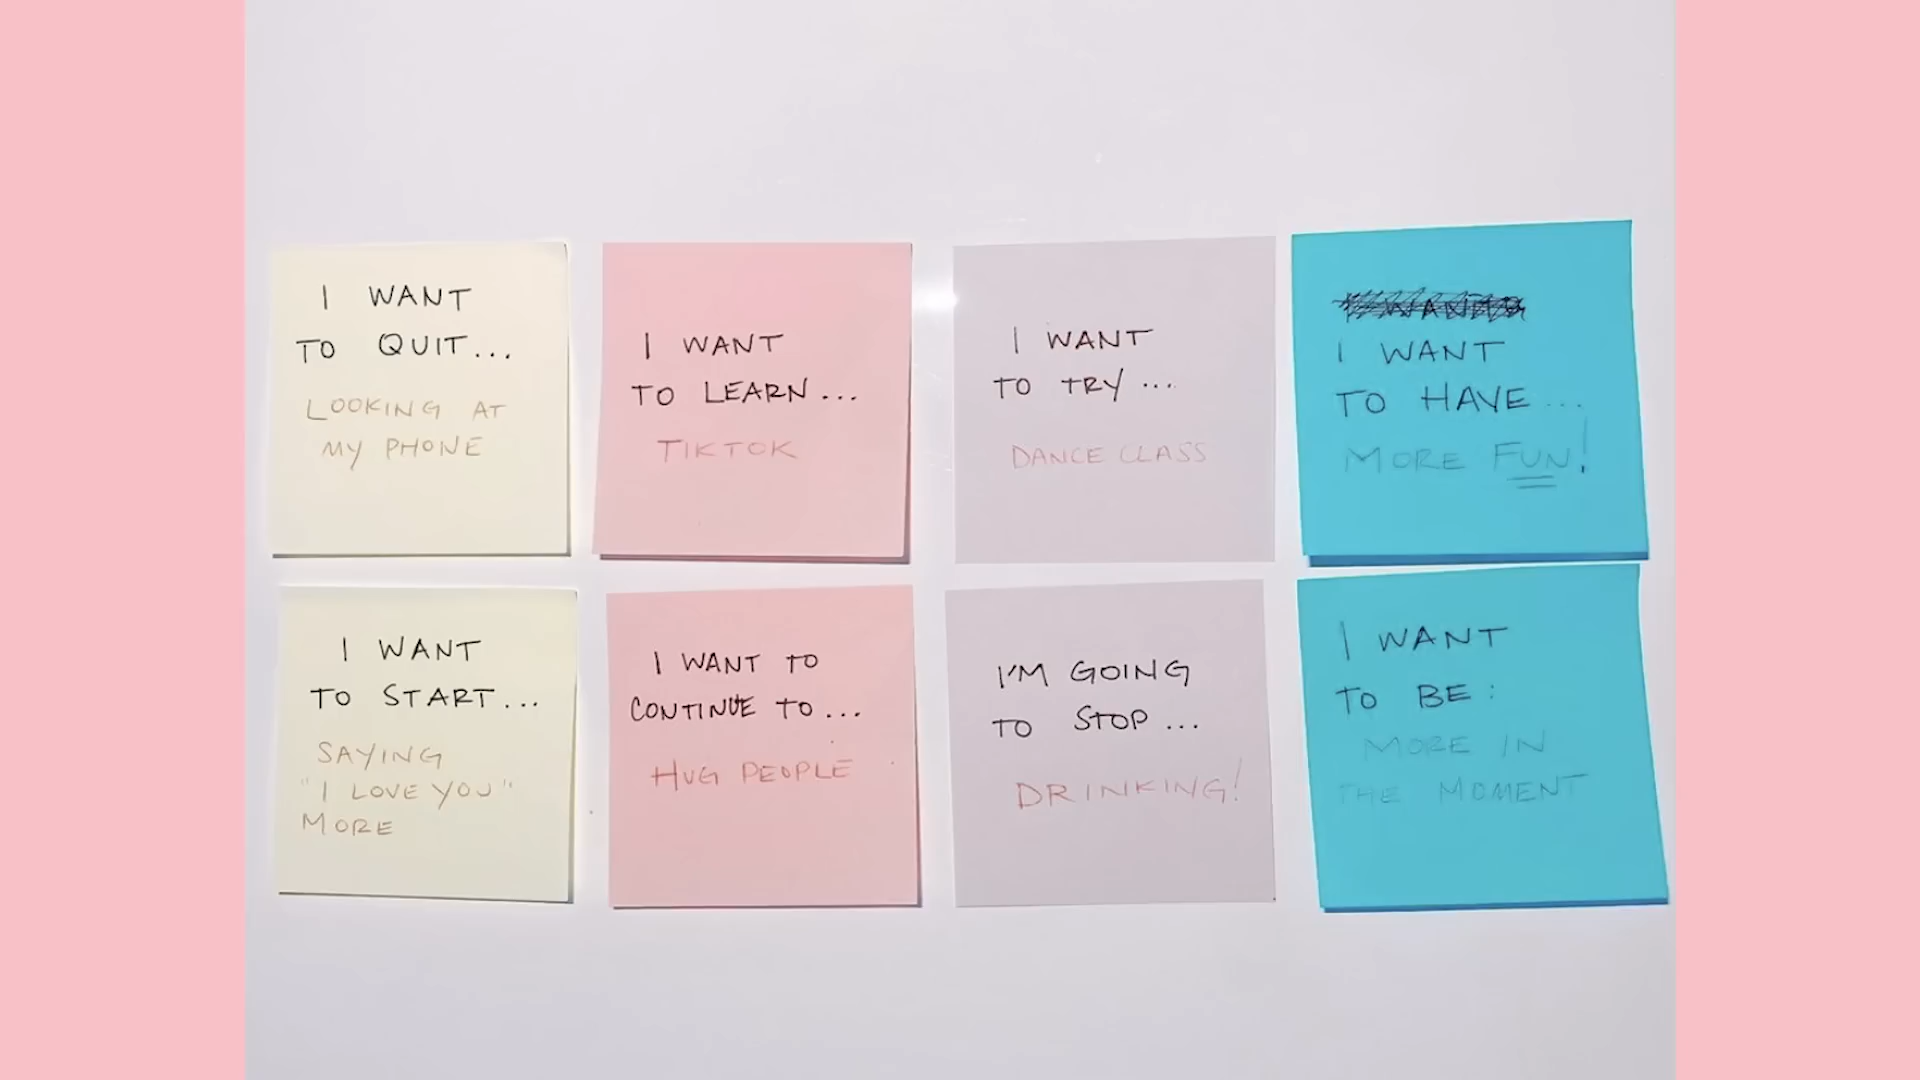 I WANT
TO QUIT...
LOOKING AT
MY PHONE
I WANT
TO LEARN...
TIKTOK
I WANT
TO TRY...
DANCE CLASS
I WANT
TO HAVE...
MORE FUN!
I WANT
TO START...
SAYING
"I LOVE YOU"
MORE
I WANT TO
CONTINUE TO...
HUG PEOPLE
I'M GOING
TO STOP...
DRINKING!
I WANT
TO BE:
MORE IN
THE MOMENT